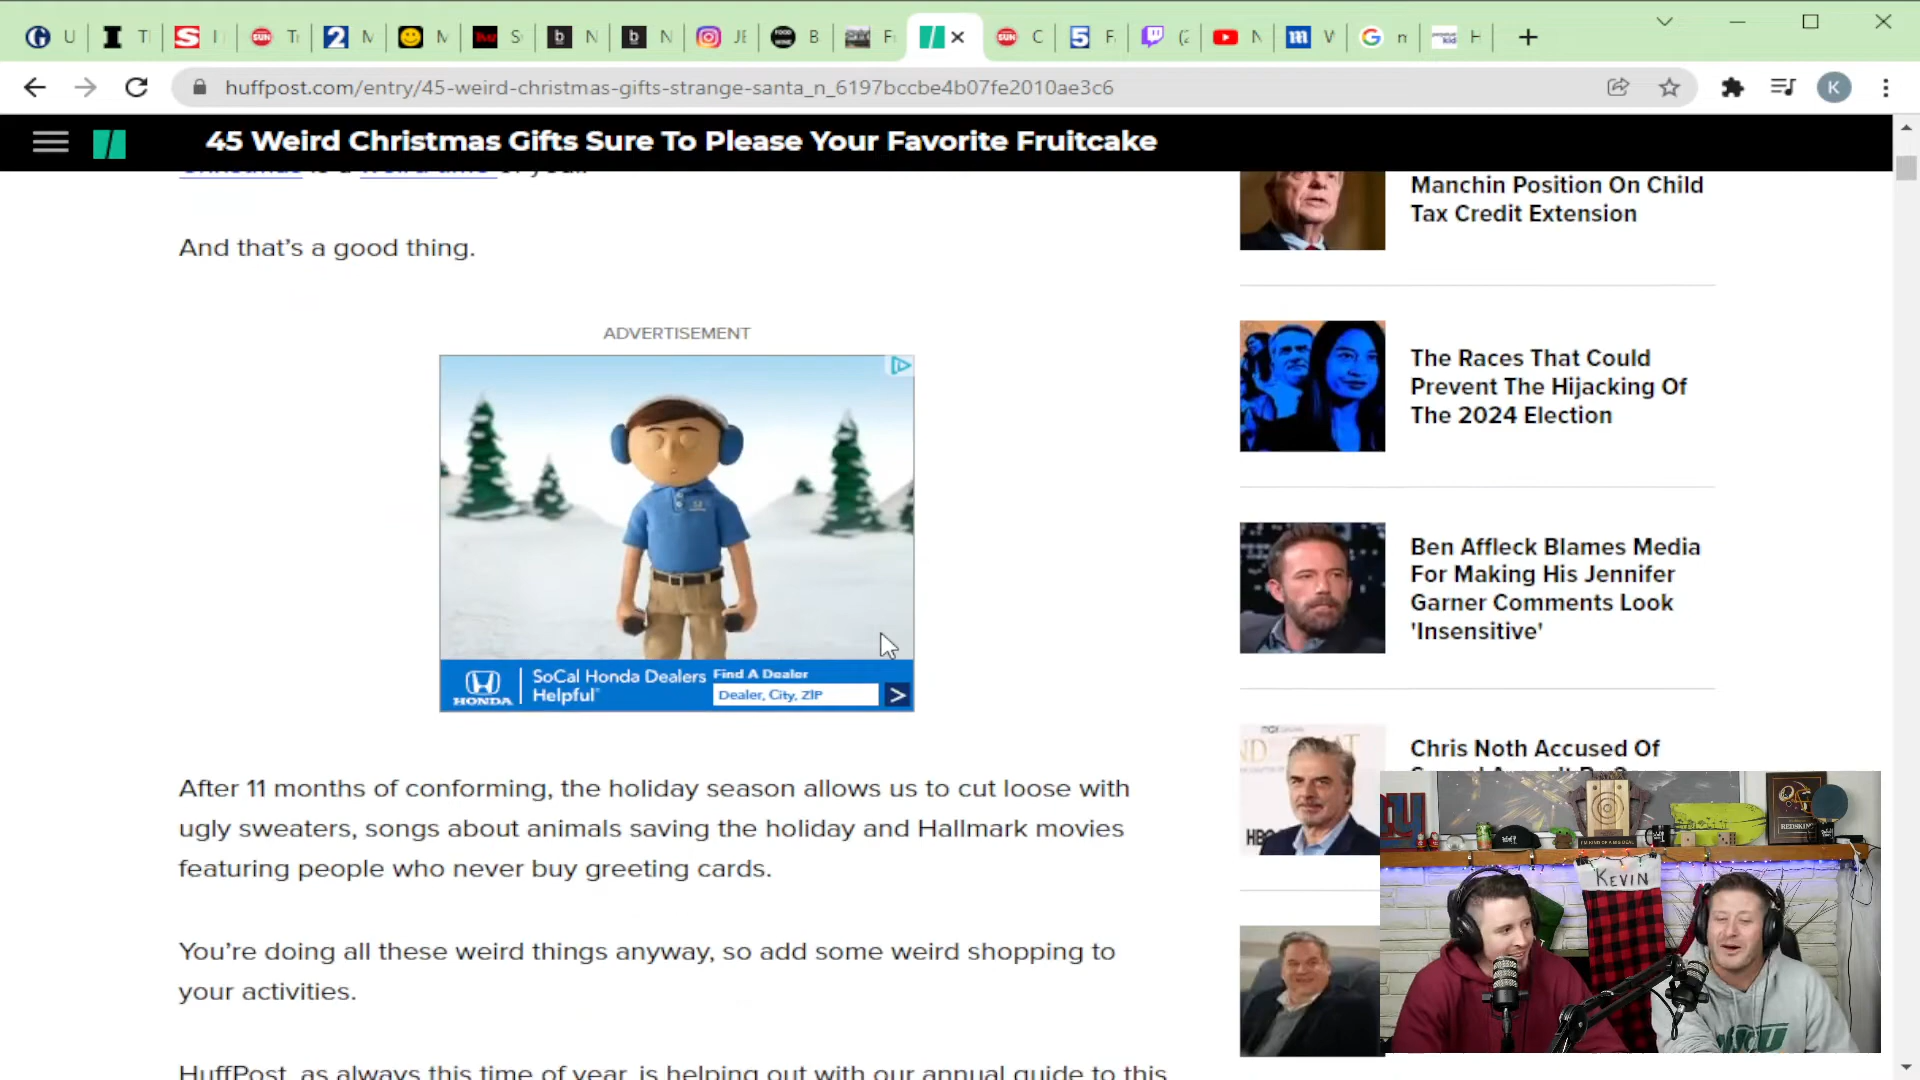 huffpost.com/entry/45-weird-christmas-gifts-strange-santa_n_6197bccbe4b07fe2010ae3c6
K
45 Weird Christmas Gifts Sure To Please Your Favorite Fruitcake
And that's a good thing.
ADVERTISEMENT
HONDA
SoCal Honda Dealers
Helpful
Find A Dealer
Dealer, City, ZIP
>
After 11 months of conforming, the holiday season allows us to cut loose with
ugly sweaters, songs about animals saving the holiday and Hallmark movies
featuring people who never buy greeting cards.
You're doing all these weird things anyway, so add some weird shopping to
your activities.
HuffPost, as always this time of year, is helping out with our annual guide to this
Manchin Position On Child
Tax Credit Extension
The Races That Could
Prevent The Hijacking Of
The 2024 Election
Ben Affleck Blames Media
For Making His Jennifer
Garner Comments Look
'Insensitive'
Chris Noth Accused Of
KEVIN
REDSKINS